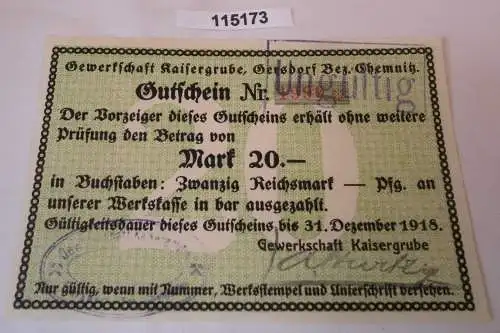 115173
Gewerkschaft Kaisergrube, Gersdorf Bez. Chemnitz.
Gutschein Nr.
Ungültig
Der Vorzeiger dieses Gutscheins erhält ohne weitere
Prüfung den Betrag von
Mark 20.—
in Buchstaben: Zwanzig Reichsmark — Pfg. an
unserer Werkskasse in bar ausgezahlt.
Gültigkeitsdauer dieses Gutscheins bis 31. Dezember 1918.
Gewerkschaft Kaisergrube
Nur gültig, wenn mit Nummer, Werksstempel und Unterschrift versehen.
20